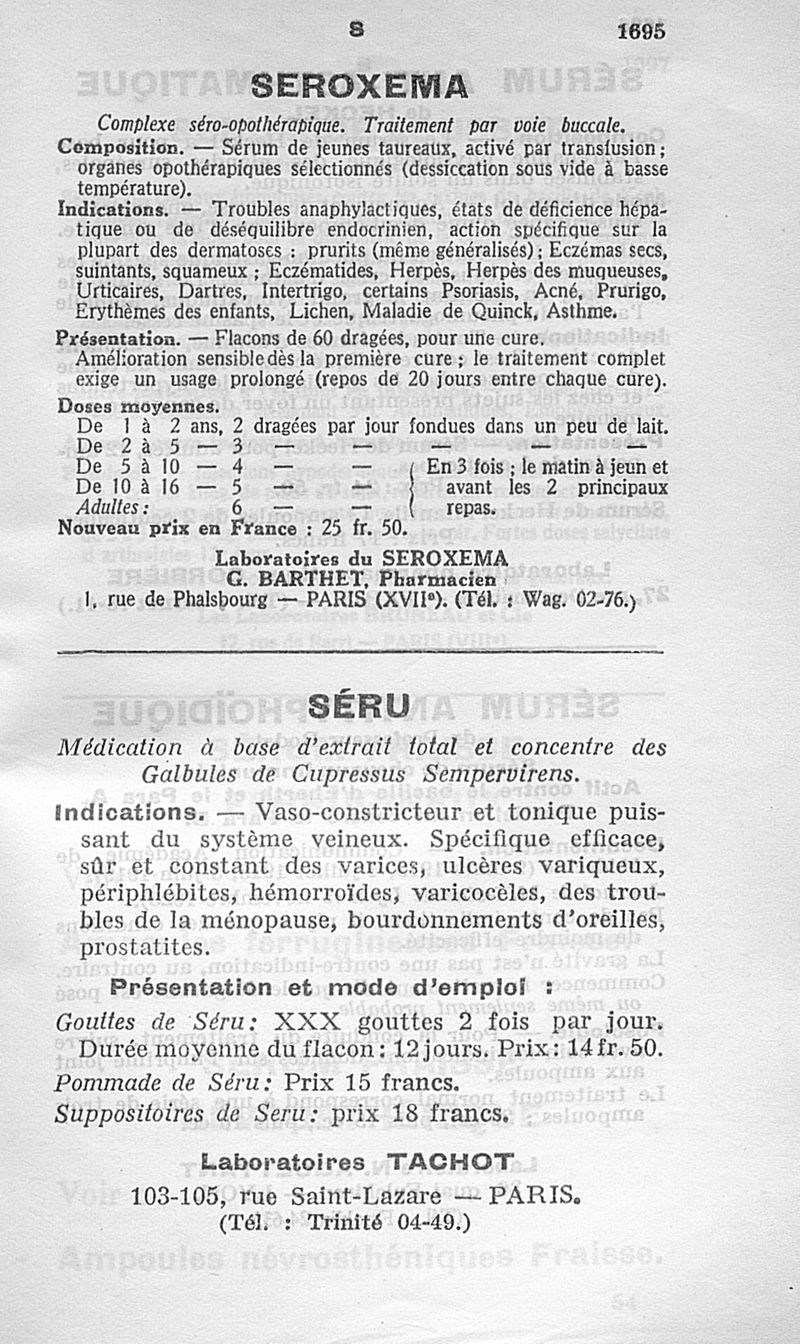 S 1695
SEROXEMA
Complexe séro-opothérapique. Traitement par voie buccale.
Composition. — Sérum de jeunes taureaux, activé par transfusion;
organes opothérapiques sélectionnés (dessiccation sous vide à basse
température).
Indications. — Troubles anaphylactiques, états de déficience hépa-
tique ou de déséquilibre endocrinien, action spécifique sur la
plupart des dermatoses : prurits (même généralisés); Eczémas secs,
suintants, squameux ; Eczématides, Herpès, Herpès des muqueuses,
Urticaires, Dartres, Intertrigo, certains Psoriasis, Acné, Prurigo,
Erythèmes des enfants, Lichen, Maladie de Quinck, Asthme.
Présentation. — Flacons de 60 dragées, pour une cure.
Amélioration sensible dès la première cure ; le traitement complet
exige un usage prolongé (repos de 20 jours entre chaque cure).
Doses moyennes.
De 1 à 2 ans, 2 dragées par jour fondues dans un peu de lait.
De 2 à 5 — 3 — — — — —
De 5 à 10 — 4 — — { En 3 fois ; le matin à jeun et
De 10 à 16 — 5 — — avant les 2 principaux
Adultes : 6 — — repas.
Nouveau prix en France : 25 fr. 50.
Laboratoires du SEROXEMA
G. BARTHET, Pharmacien
1, rue de Phalsbourg — PARIS (XVIIe). (Tél. : Wag. 02-76.)
SÉRU
Médication à base d'extrait total et concentre des
Galbules de Cupressus Sempervirens.
Indications. — Vaso-constricteur et tonique puis-
sant du système veineux. Spécifique efficace,
sûr et constant des varices, ulcères variqueux,
périphlébites, hémorroïdes, varicocèles, des trou-
bles de la ménopause, bourdonnements d'oreilles,
prostatites.
Présentation et mode d'emploi :
Gouttes de Séru : XXX gouttes 2 fois par jour.
Durée moyenne du flacon : 12 jours. Prix : 14 fr. 50.
Pommade de Séru : Prix 15 francs.
Suppositoires de Seru : prix 18 francs.
Laboratoires TACHOT
103-105, rue Saint-Lazare — PARIS.
(Tél. : Trinité 04-49.)